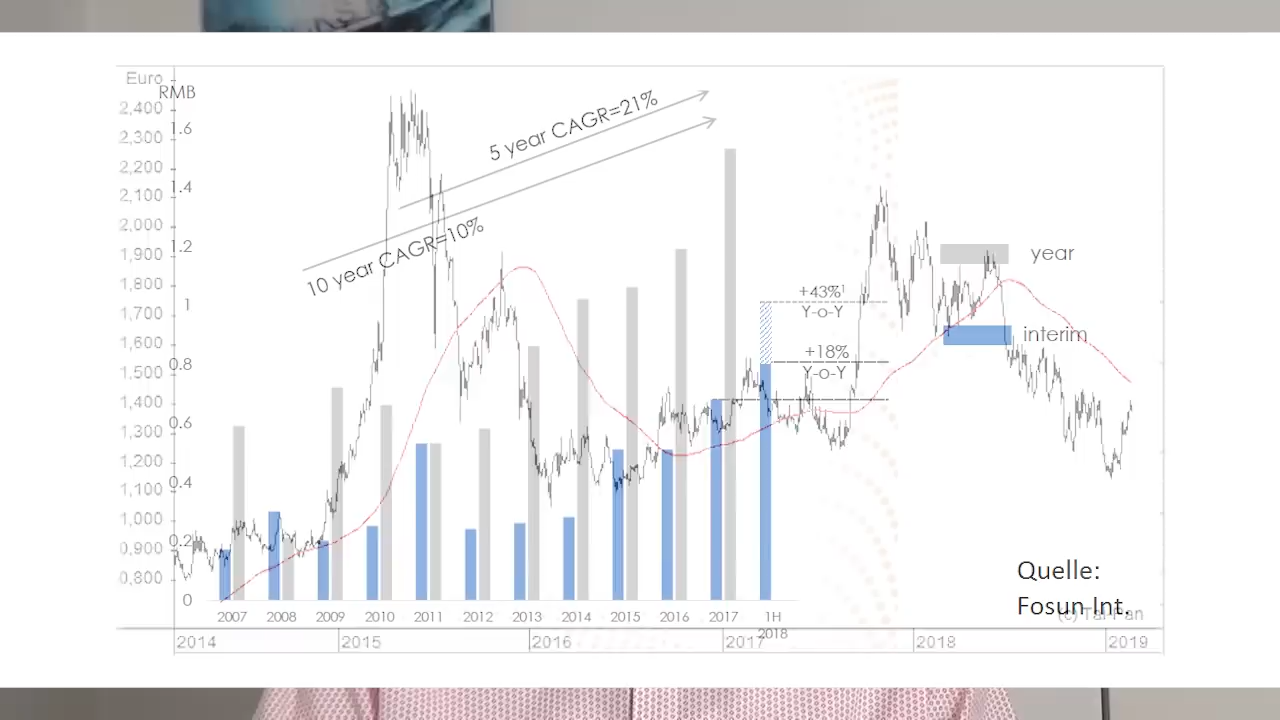 Euro
RMB
2,400
1.6
2,300
2,200
1.4
2,100
2,000
1.2
1,900
1,800
1
1,700
1,600
0.8
1,500
1,400
0.6
1,300
1,200
0.4
1,100
1,000
0.2
0,900
0,800
0
5 year CAGR=21%
10 year CAGR=10%
+43%¹
Y-o-Y
+18%
Y-o-Y
year
interim
Quelle:
Fosun Int.
2007 2008 2009 2010 2011 2012 2013 2014 2015 2016 2017 1H
2018
2014 2015 2016 2017 2018 2019